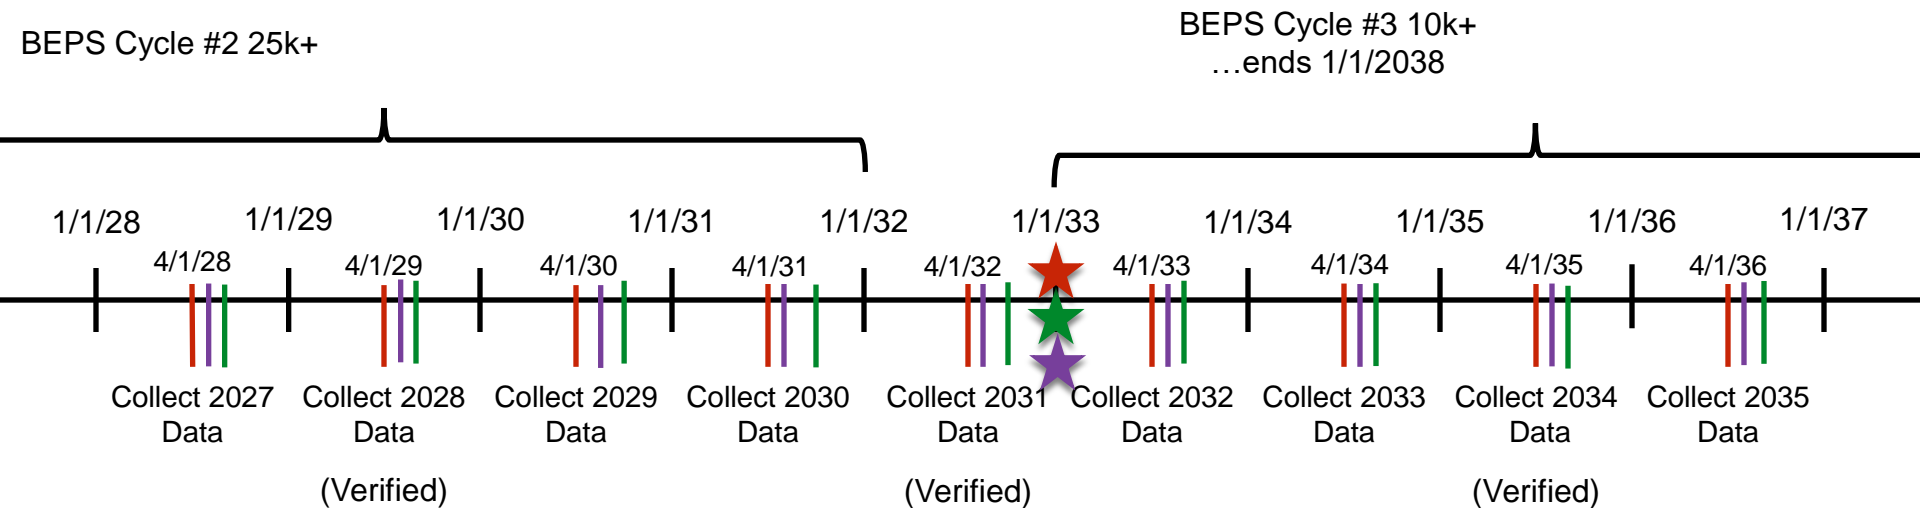 BEPS Cycle #2 25k+
BEPS Cycle #3 10k+
…ends 1/1/2038
1/1/28
1/1/29
1/1/30
1/1/31
1/1/32
1/1/33
1/1/34
1/1/35
1/1/36
1/1/37
4/1/28
4/1/29
4/1/30
4/1/31
4/1/32
4/1/33
4/1/34
4/1/35
4/1/36
Collect 2027
Data
Collect 2028
Data
(Verified)
Collect 2029
Data
Collect 2030
Data
Collect 2031
Data
(Verified)
Collect 2032
Data
Collect 2033
Data
Collect 2034
Data
(Verified)
Collect 2035
Data